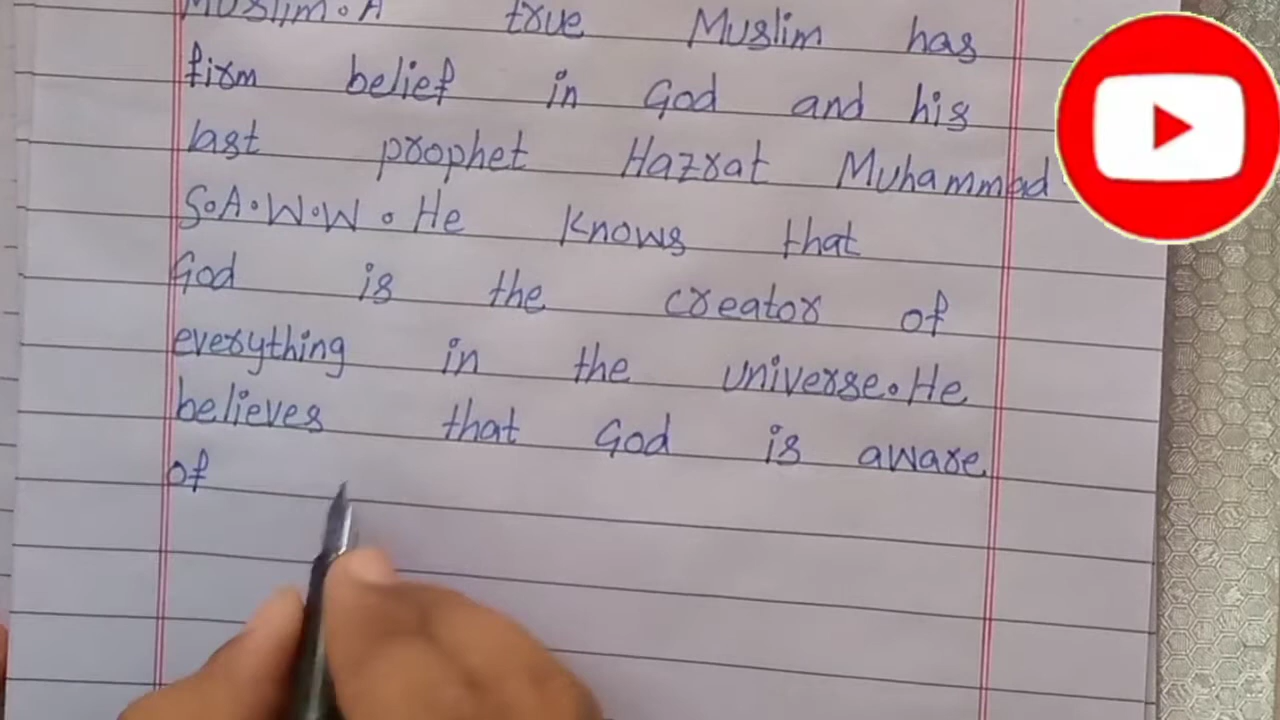 Muslim. A true Muslim has
firm belief in God and his
last prophet Hazrat Muhammad
S.A.W.W. He knows that
God is the creator of
everything in the universe. He
believes that God is aware
of